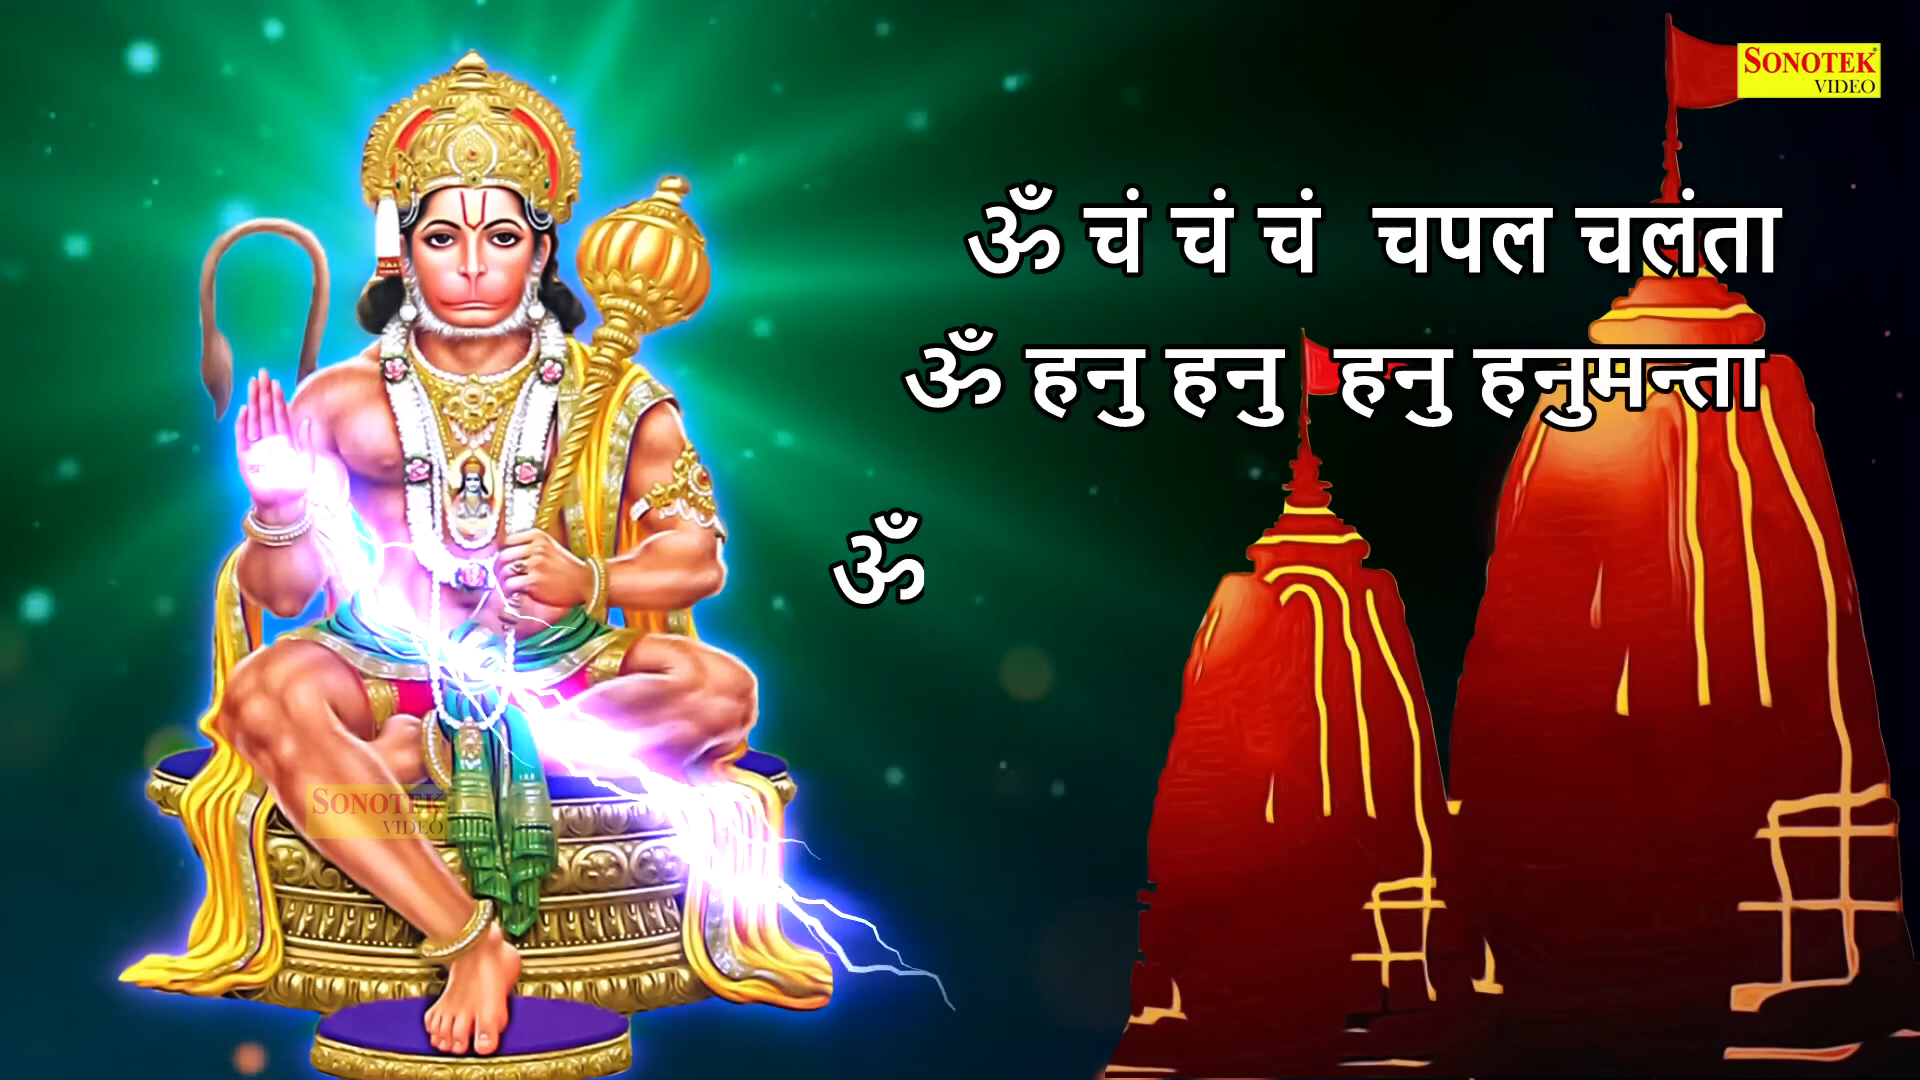 SONOTEK
VIDEO
ॐ चं चं चं चपल चलंता
ॐ हनु हनु हनु हनुमन्ता
ॐ
SONOTEK
VIDEO